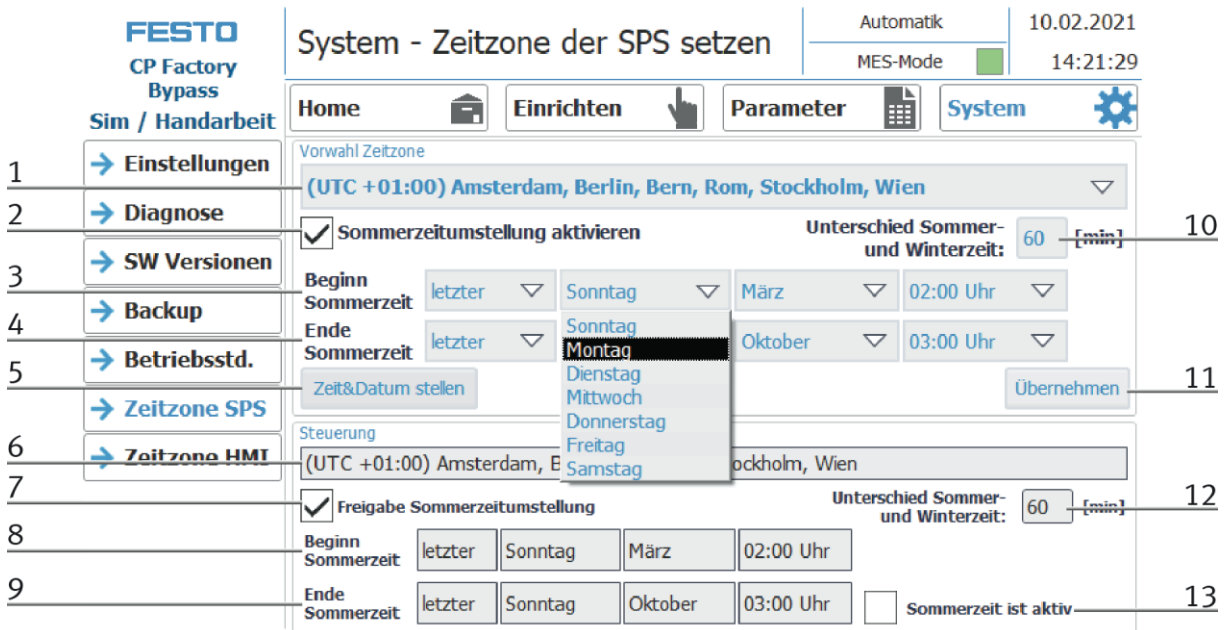 FESTO
CP Factory
Bypass
Sim / Handarbeit
System - Zeitzone der SPS setzen
Automatik
MES-Mode
10.02.2021
14:21:29
Home
Einrichten
Parameter
System
Einstellungen
Diagnose
SW Versionen
Backup
Betriebsstd.
Zeitzone SPS
Zeitzone HMI
1
2
3
4
5
6
7
8
9
Vorwahl Zeitzone
(UTC +01:00) Amsterdam, Berlin, Bern, Rom, Stockholm, Wien
Sommerzeitumstellung aktivieren
Unterschied Sommer-
und Winterzeit:
60 [min]
10
Beginn
Sommerzeit
letzter Sonntag März 02:00 Uhr
Ende
Sommerzeit
letzter
Oktober 03:00 Uhr
Sonntag
Montag
Dienstag
Mittwoch
Donnerstag
Freitag
Samstag
Zeit&Datum stellen
Übernehmen
11
Steuerung
(UTC +01:00) Amsterdam, B
ockholm, Wien
Freigabe Sommerzeitumstellung
Unterschied Sommer-
und Winterzeit:
60 [min]
12
Beginn
Sommerzeit
letzter Sonntag März 02:00 Uhr
Ende
Sommerzeit
letzter Sonntag Oktober 03:00 Uhr
Sommerzeit ist aktiv
13